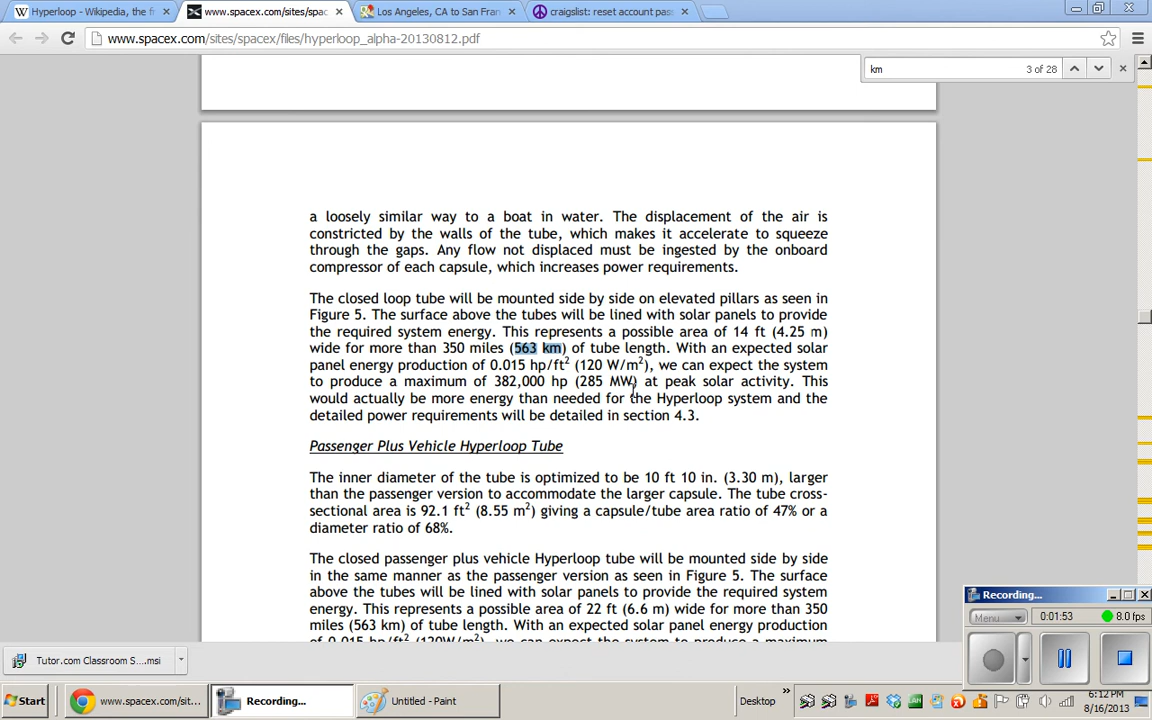 Hyperloop - Wikipedia, the fr
www.spacex.com/sites/spac
Los Angeles, CA to San Fran
craigslist: reset account pas
www.spacex.com/sites/spacex/files/hyperloop_alpha-20130812.pdf
km 3 of 28
a loosely similar way to a boat in water. The displacement of the air is
constricted by the walls of the tube, which makes it accelerate to squeeze
through the gaps. Any flow not displaced must be ingested by the onboard
compressor of each capsule, which increases power requirements.
The closed loop tube will be mounted side by side on elevated pillars as seen in
Figure 5. The surface above the tubes will be lined with solar panels to provide
the required system energy. This represents a possible area of 14 ft (4.25 m)
wide for more than 350 miles (563 km) of tube length. With an expected solar
panel energy production of 0.015 hp/ft² (120 W/m²), we can expect the system
to produce a maximum of 382,000 hp (285 MW) at peak solar activity. This
would actually be more energy than needed for the Hyperloop system and the
detailed power requirements will be detailed in section 4.3.
Passenger Plus Vehicle Hyperloop Tube
The inner diameter of the tube is optimized to be 10 ft 10 in. (3.30 m), larger
than the passenger version to accommodate the larger capsule. The tube cross-
sectional area is 92.1 ft² (8.55 m²) giving a capsule/tube area ratio of 47% or a
diameter ratio of 68%.
The closed passenger plus vehicle Hyperloop tube will be mounted side by side
in the same manner as the passenger version as seen in Figure 5. The surface
above the tubes will be lined with solar panels to provide the required system
energy. This represents a possible area of 22 ft (6.6 m) wide for more than 350
miles (563 km) of tube length. With an expected solar panel energy production
of 0.015 hp/ft² (120W/m²), we can expect the system to produce a maximum
Recording...
Menu
00:01:53
8.0 fps
Tutor.com Classroom S....msi
Start
www.spacex.com/sit...
Recording...
Untitled - Paint
Desktop
6:12 PM
8/16/2013